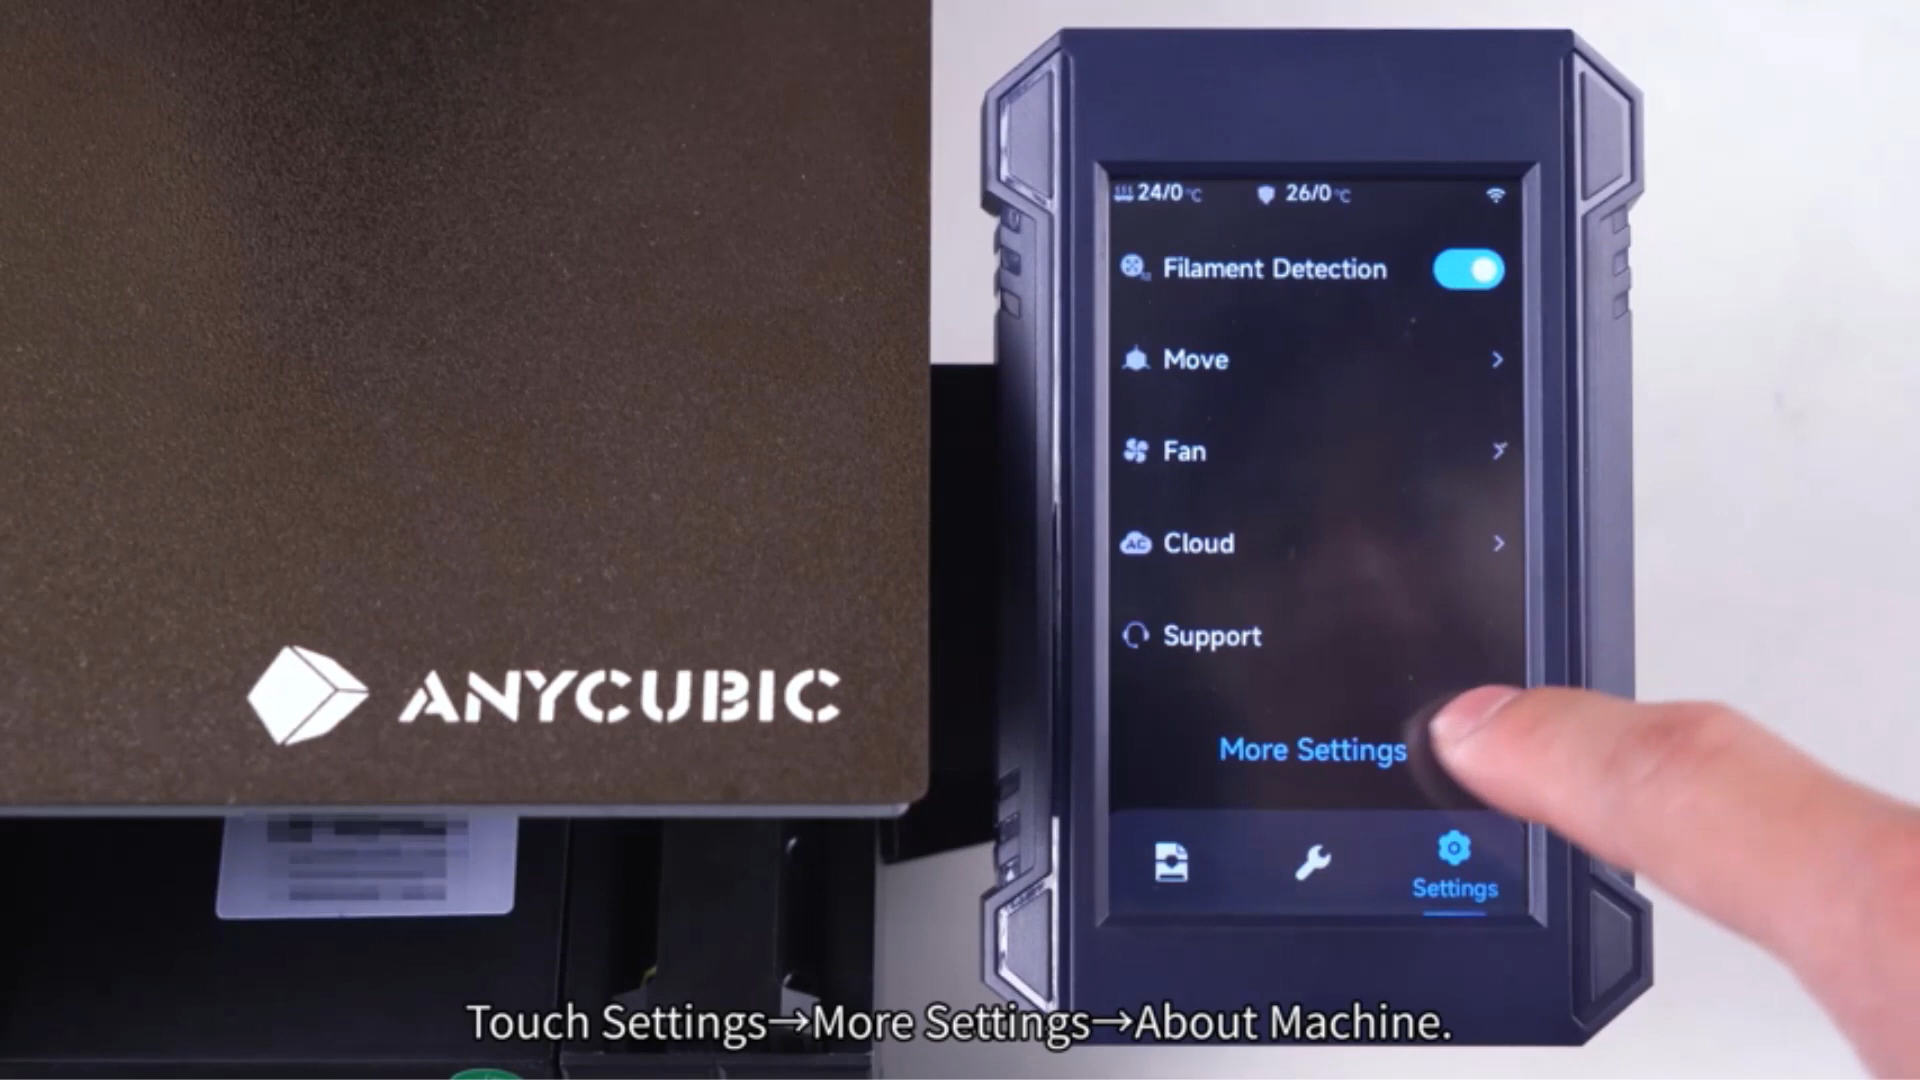 24/0 °C 26/0 °C
Filament Detection
Move
Fan
AC Cloud
Support
More Settings
Settings
ANYCUBIC
Touch Settings→More Settings→About Machine.